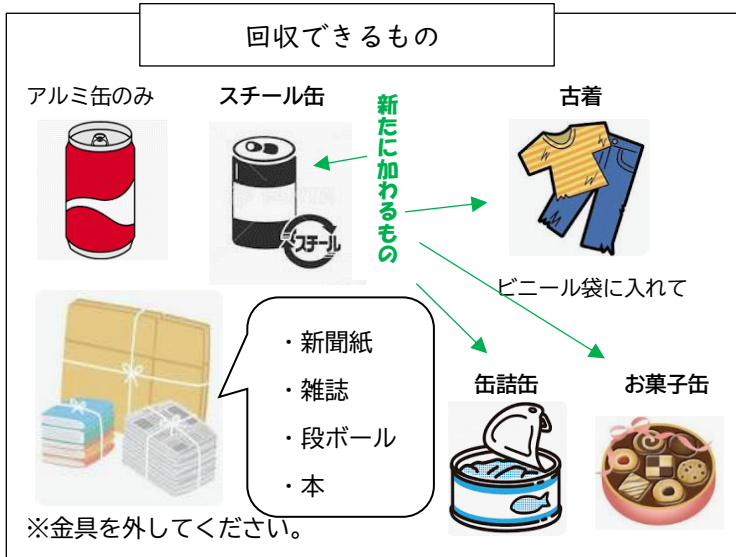 回収できるもの
アルミ缶のみ
スチール缶
新たに加わるもの
古着
スチール
ビニール袋に入れて
・新聞紙
・雑誌
・段ボール
・本
缶詰缶
お菓子缶
※金具を外してください。